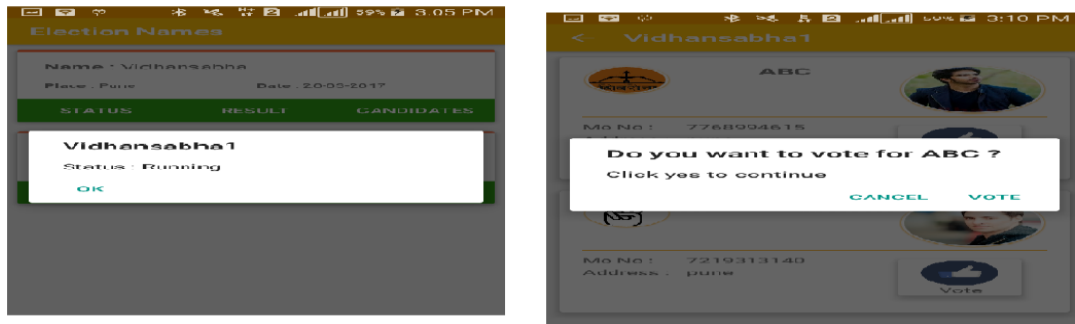 59% 3:05 PM
Election Names
Name : Vidhansabha
Place : Pune Date : 20-05-2017
STATUS RESULT CANDIDATES
Vidhansabha1
Status : Running
OK
59% 3:10 PM
← Vidhansabha1
ABC
Mo No : 7768994615
Do you want to vote for ABC ?
Click yes to continue
CANCEL VOTE
Mo No : 7219313140
Address : pune
Vote